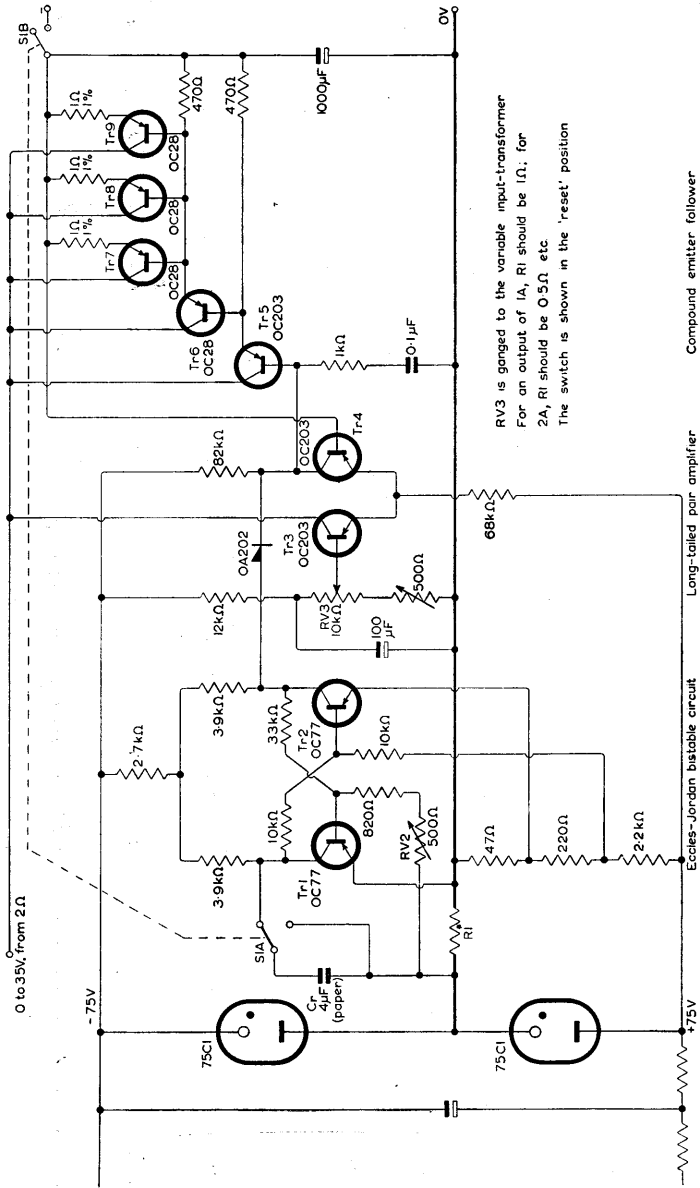 0 to 35V, from 2Ω
S1B
–
-75V
2·7kΩ
3·9kΩ
3·9kΩ
S1A
Cr
4μF
(paper)
75C1
75C1
+75V
10kΩ
33kΩ
Tr1
OC77
Tr2
OC77
820Ω
RV2
500Ω
10kΩ
R1
47Ω
220Ω
2·2kΩ
12kΩ
RV3
10kΩ
100
μF
500Ω
OA202
82kΩ
Tr3
OC203
OC203
Tr4
68kΩ
Tr5
OC203
Tr6
OC28
1kΩ
0·1μF
Tr7
OC28
Tr8
OC28
Tr9
OC28
1Ω
1%
1Ω
1%
1Ω
1%
470Ω
470Ω
1000μF
0V
RV3 is ganged to the variable input-transformer
For an output of 1A, R1 should be 1Ω; for
2A, R1 should be 0·5Ω etc.
The switch is shown in the 'reset' position
Eccles-Jordan bistable circuit
Long-tailed pair amplifier
Compound emitter follower